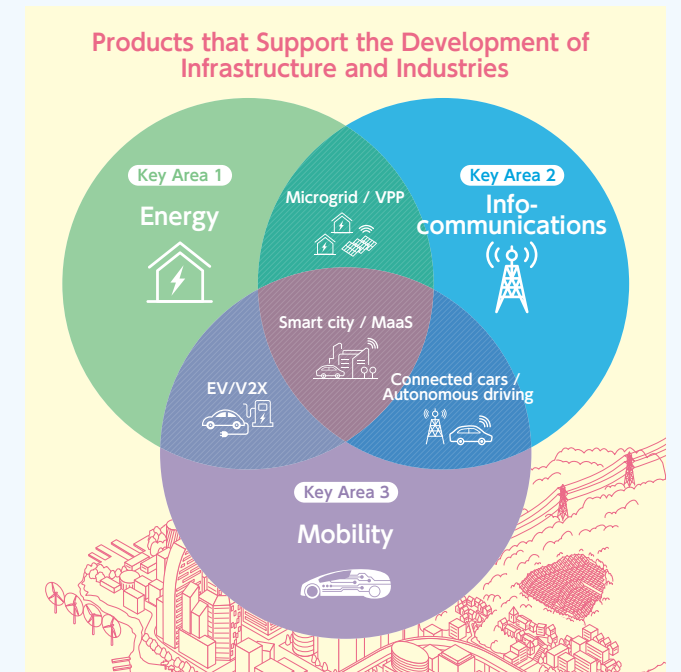 Products that Support the Development of
Infrastructure and Industries
Key Area 1
Energy
Key Area 2
Info-
communications
Microgrid / VPP
Smart city / MaaS
EV/V2X
Connected cars /
Autonomous driving
Key Area 3
Mobility